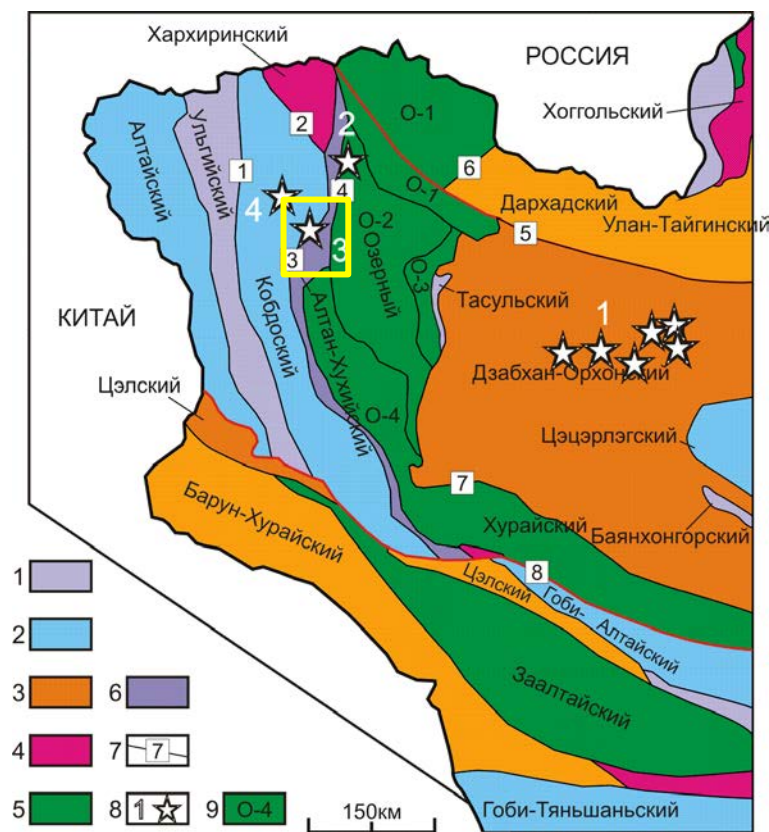 Хархиринский
РОССИЯ
Хоггольский
Алтайский
Ульгийский
2
2
О-1
1
6
4
О-1
Дархадский
Улан-Тайгинский
4
О-2
5
3
3
Озерный
О-3
КИТАЙ
Кобдоский
Алтан-Хухийский
Тасульский
1
Дзабхан-Орхонский
Цэлский
О-4
Цэцэрлэгский
7
Барун-Хурайский
Хурайский
Баянхонгорский
8
Цэлский
Гоби-
Алтайский
Заалтайский
1
2
3
6
4
7
7
5
8
1
9
О-4
150км
Гоби-Тяньшаньский